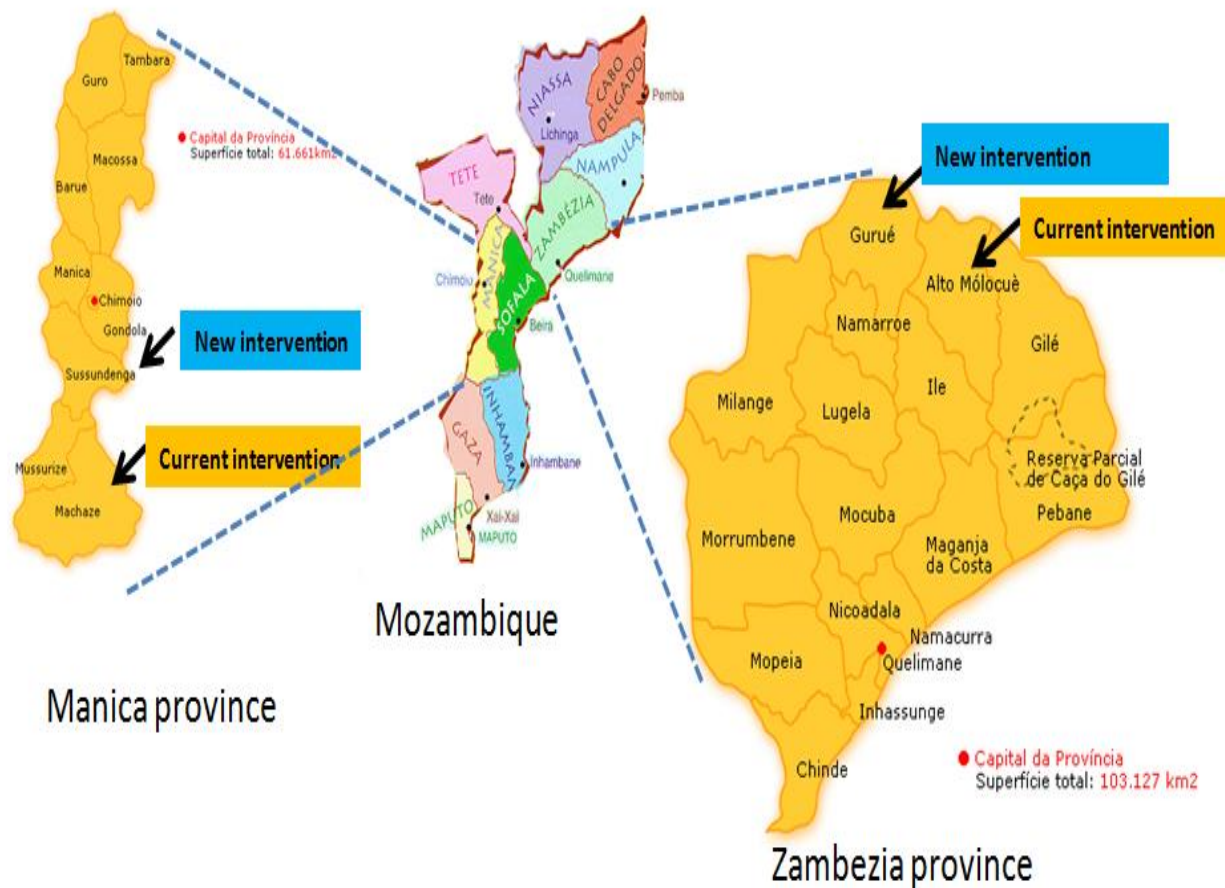 Tambara
Guro
Capital da Província
Superfície total: 61.661km2
Macossa
Barue
Manica
Chimoio
Gondola
New intervention
Sussundenga
Current intervention
Mussurize
Machaze
Manica province
NIASSA
CABO
DELGADO
Pemba
Lichinga
NAMPULA
TETE
Tete
ZAMBÉZIA
MANICA
Chimoiu
Quelimane
SOFALA
Beira
INHAMBAN
GAZA
Inhambane
Xai-Xai
MAPUTO
MAPUTO
Mozambique
New intervention
Current intervention
Gurué
Alto Mólocuè
Namarroe
Gilé
Ile
Milange
Lugela
Reserva Parcial
de Caça do Gilé
Pebane
Mocuba
Morrumbene
Maganja
da Costa
Nicoadala
Namacurra
Quelimane
Mopeia
Inhassunge
Chinde
Capital da Província
Superfície total: 103.127 km2
Zambezia province